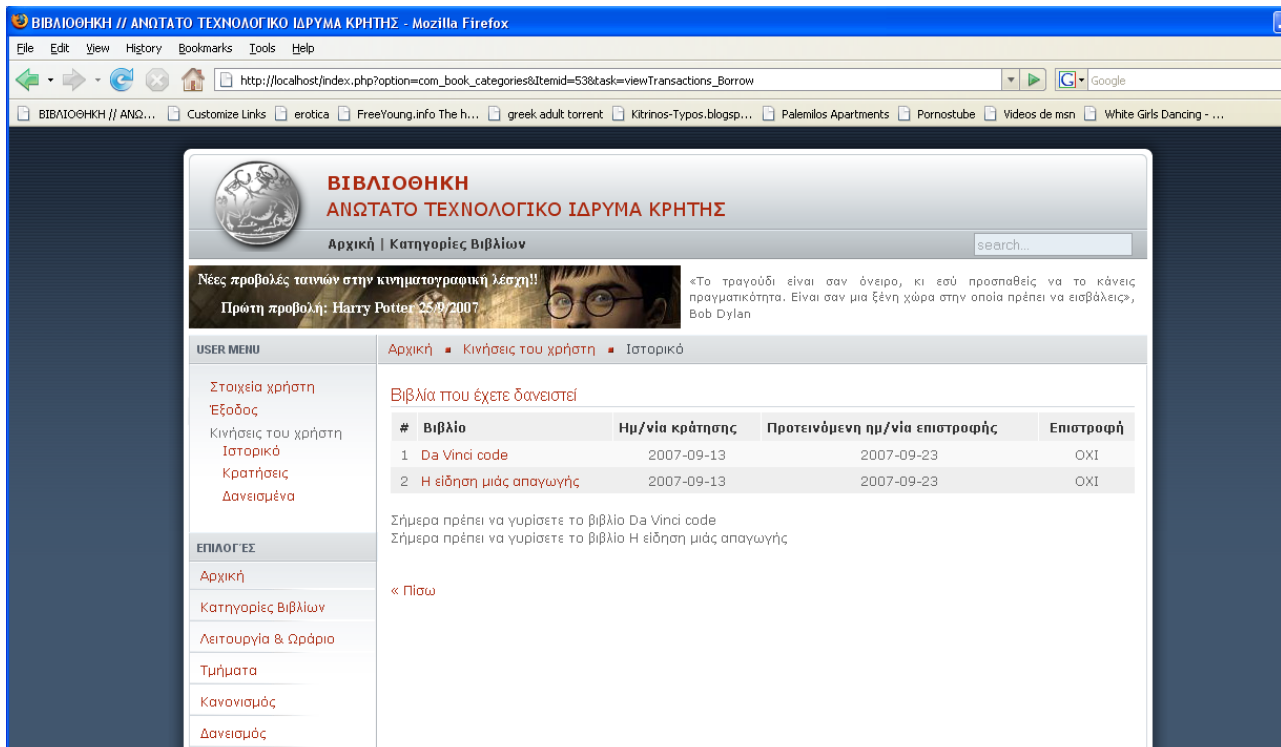 ΒΙΒΛΙΟΘΗΚΗ // ΑΝΩΤΑΤΟ ΤΕΧΝΟΛΟΓΙΚΟ ΙΔΡΥΜΑ ΚΡΗΤΗΣ - Mozilla Firefox
File Edit View History Bookmarks Tools Help
http://localhost/index.php?option=com_book_categories&Itemid=53&task=viewTransactions_Borrow
G Google
ΒΙΒΛΙΟΘΗΚΗ // ΑΝΩ... Customize Links erotica FreeYoung.info The h... greek adult torrent Kitrinos-Typos.blogsp... Palemilos Apartments Pornostube Videos de msn White Girls Dancing - ...
ΒΙΒΛΙΟΘΗΚΗ
ΑΝΩΤΑΤΟ ΤΕΧΝΟΛΟΓΙΚΟ ΙΔΡΥΜΑ ΚΡΗΤΗΣ
Αρχική | Κατηγορίες Βιβλίων
search...
Νέες προβολές ταινιών στην κινηματογραφική λέσχη!!
Πρώτη προβολή: Harry Potter 25/9/2007
«Το τραγούδι είναι σαν όνειρο, κι εσύ προσπαθείς να το κάνεις
πραγματικότητα. Είναι σαν μια ξένη χώρα στην οποία πρέπει να εισβάλεις»,
Bob Dylan
USER MENU
Στοιχεία χρήστη
Έξοδος
Κινήσεις του χρήστη
Ιστορικό
Κρατήσεις
Δανεισμένα
ΕΠΙΛΟΓΈΣ
Αρχική
Κατηγορίες Βιβλίων
Λειτουργία & Ωράριο
Τμήματα
Κανονισμός
Δανεισμός
Αρχική Κινήσεις του χρήστη Ιστορικό
Βιβλία που έχετε δανειστεί
# Βιβλίο Ημ/νία κράτησης Προτεινόμενη ημ/νία επιστροφής Επιστροφή
1 Da Vinci code 2007-09-13 2007-09-23 ΟΧΙ
2 Η είδηση μιάς απαγωγής 2007-09-13 2007-09-23 ΟΧΙ
Σήμερα πρέπει να γυρίσετε το βιβλίο Da Vinci code
Σήμερα πρέπει να γυρίσετε το βιβλίο Η είδηση μιάς απαγωγής
« Πίσω